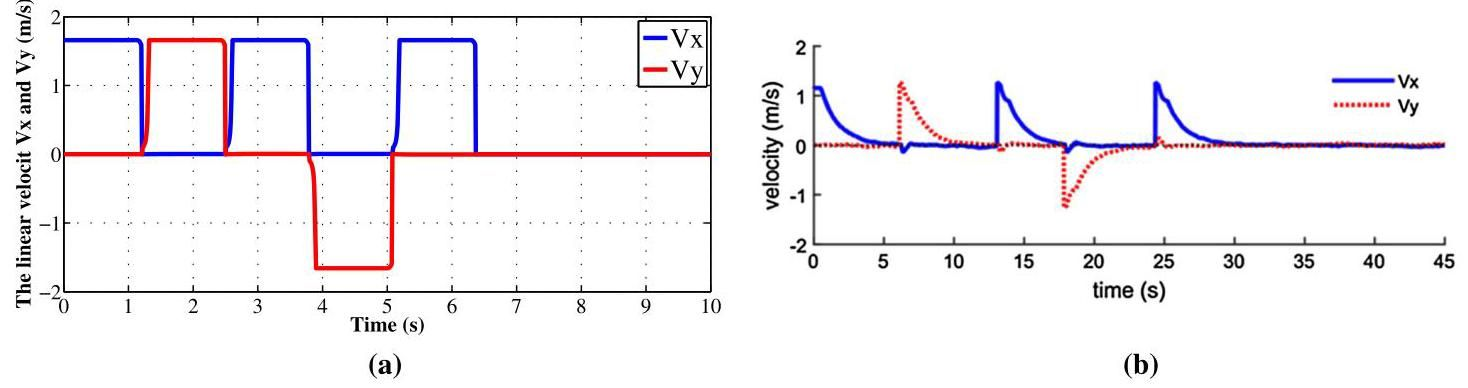 The linear velocit Vx and Vy (m/s)
2
1
0
−1
−2
0 1 2 3 4 5 6 7 8 9 10
Time (s)
Vx
Vy
(a)
velocity (m/s)
2
1
0
-1
-2
0 5 10 15 20 25 30 35 40 45
time (s)
Vx
Vy
(b)